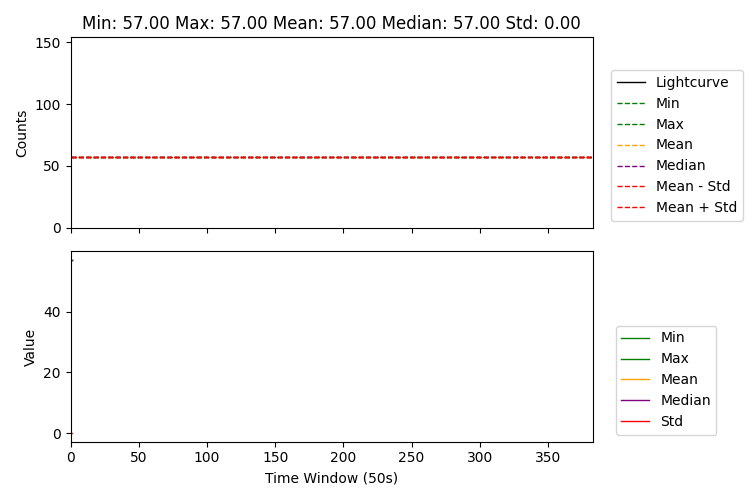 Min: 57.00 Max: 57.00 Mean: 57.00 Median: 57.00 Std: 0.00
150
100
50
0
Counts
Lightcurve
Min
Max
Mean
Median
Mean - Std
Mean + Std
40
20
0
Value
Min
Max
Mean
Median
Std
0 50 100 150 200 250 300 350
Time Window (50s)